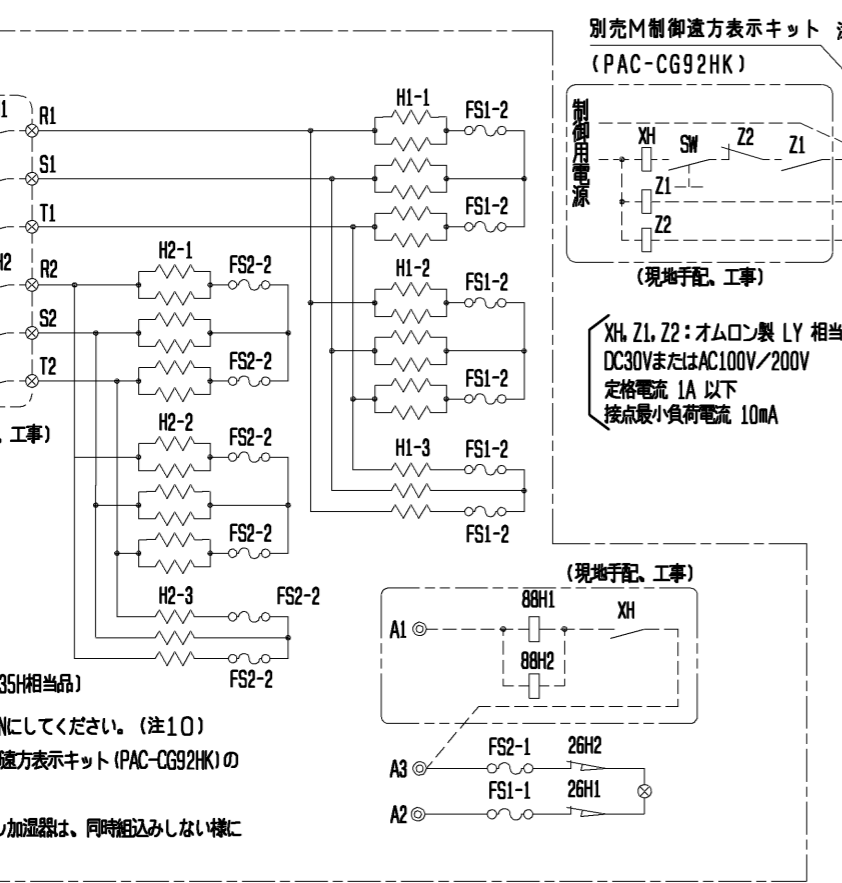 別売M制御遠方表示キット
(PAC-CG92HK)
制御用電源
XH
SW
Z2
Z1
Z1
Z2
(現地手配、工事)
XH, Z1, Z2:オムロン製 LY 相当
DC30VまたはAC100V/200V
定格電流 1A 以下
接点最小負荷電流 10mA
1
R1
S1
T1
H2
R2
S2
T2
、工事)
H1-1
FS1-2
FS1-2
H1-2
FS1-2
FS1-2
H1-3
FS1-2
FS1-2
H2-1
FS2-2
FS2-2
H2-2
FS2-2
FS2-2
H2-3
FS2-2
FS2-2
35H相当品)
Nにしてください。(注10)
遠方表示キット(PAC-CG92HK)の
ン加湿器は、同時組込みしない様に
(現地手配、工事)
88H1
XH
A1
88H2
A3
FS2-1
26H2
FS1-1
26H1
A2